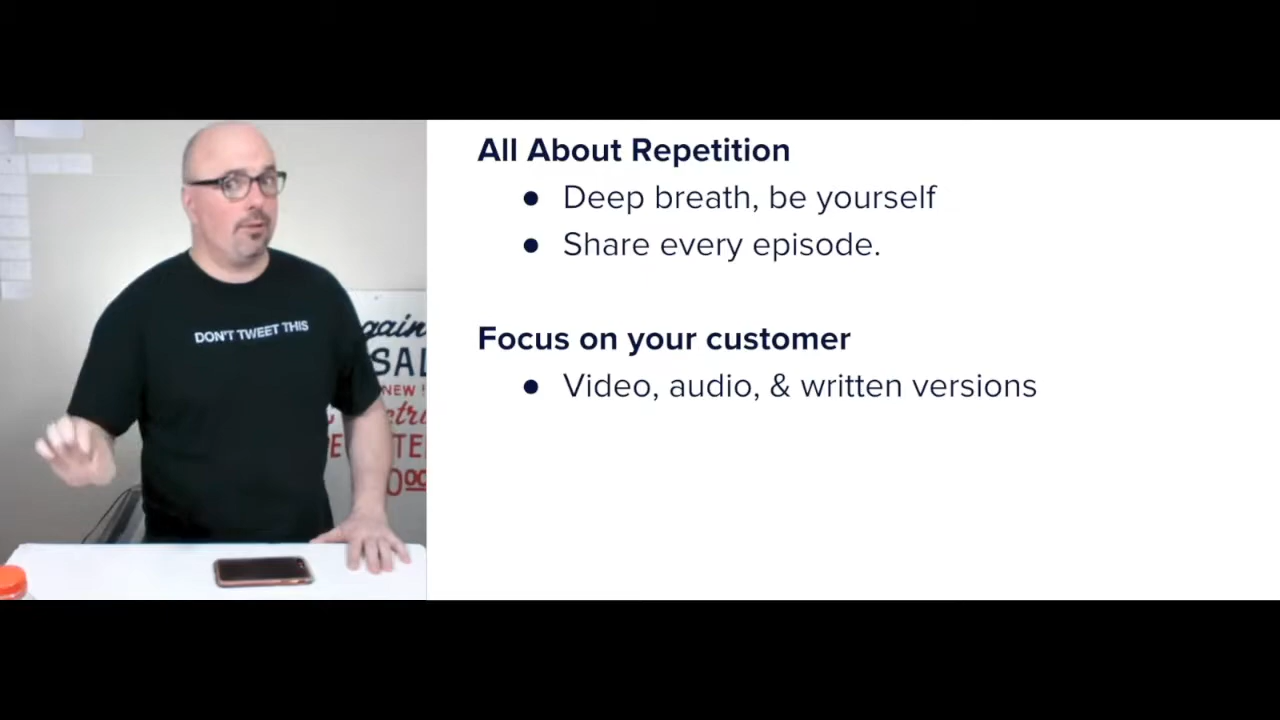 All About Repetition
Deep breath, be yourself
Share every episode.
Focus on your customer
Video, audio, & written versions
DON'T TWEET THIS
NEW !